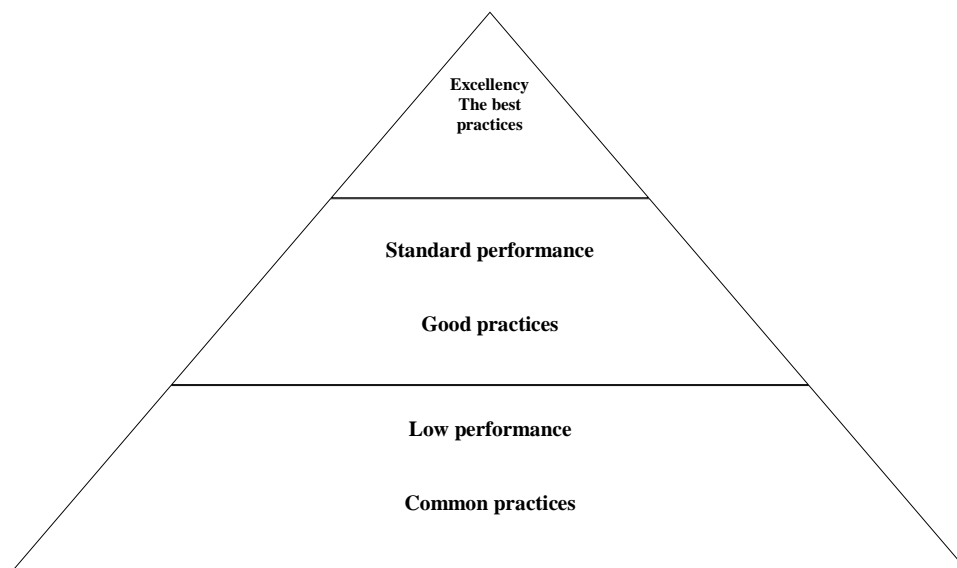 Excellency
The best
practices
Standard performance
Good practices
Low performance
Common practices